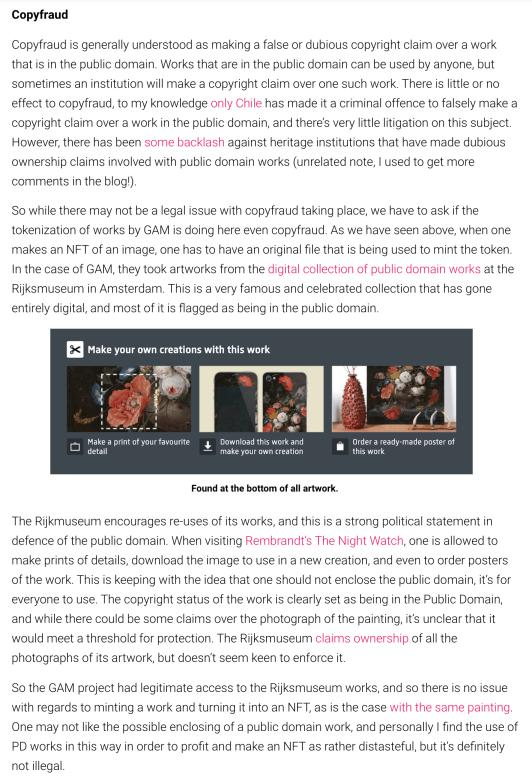 Copyfraud
Copyfraud is generally understood as making a false or dubious copyright claim over a work
that is in the public domain. Works that are in the public domain can be used by anyone, but
sometimes an institution will make a copyright claim over one such work. There is little or no
effect to copyfraud, to my knowledge only Chile has made it a criminal offence to falsely make a
copyright claim over a work in the public domain, and there's very little litigation on this subject.
However, there has been some backlash against heritage institutions that have made dubious
ownership claims involved with public domain works (unrelated note, I used to get more
comments in the blog!).
So while there may not be a legal issue with copyfraud taking place, we have to ask if the
tokenization of works by GAM is doing here even copyfraud. As we have seen above, when one
makes an NFT of an image, one has to have an original file that is being used to mint the token.
In the case of GAM, they took artworks from the digital collection of public domain works at the
Rijksmuseum in Amsterdam. This is a very famous and celebrated collection that has gone
entirely digital, and most of it is flagged as being in the public domain.
Make your own creations with this work
Make a print of your favourite
detail
Download this work and
make your own creation
Order a ready-made poster of
this work
Found at the bottom of all artwork.
The Rijkmuseum encourages re-uses of its works, and this is a strong political statement in
defence of the public domain. When visiting Rembrandt's The Night Watch, one is allowed to
make prints of details, download the image to use in a new creation, and even to order posters
of the work. This is keeping with the idea that one should not enclose the public domain, it's for
everyone to use. The copyright status of the work is clearly set as being in the Public Domain,
and while there could be some claims over the photograph of the painting, it's unclear that it
would meet a threshold for protection. The Rijksmuseum claims ownership of all the
photographs of its artwork, but doesn't seem keen to enforce it.
So the GAM project had legitimate access to the Rijksmuseum works, and so there is no issue
with regards to minting a work and turning it into an NFT, as is the case with the same painting.
One may not like the possible enclosing of a public domain work, and personally I find the use of
PD works in this way in order to profit and make an NFT as rather distasteful, but it's definitely
not illegal.